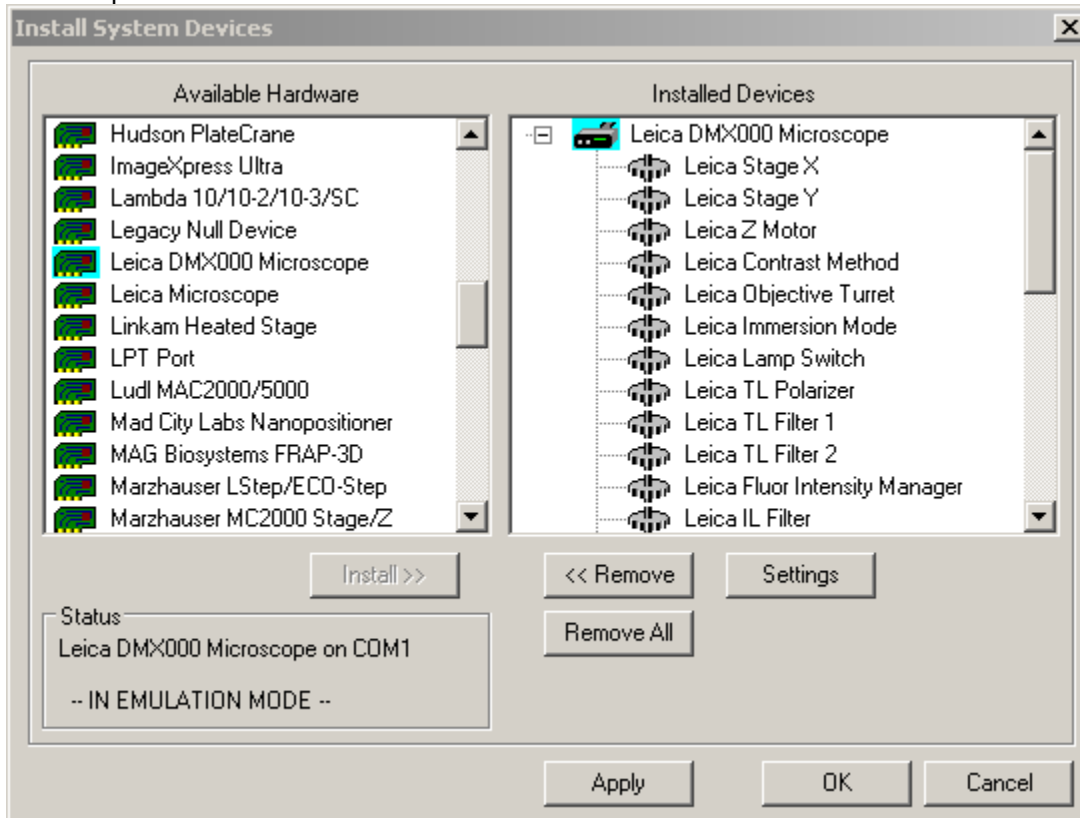 Install System Devices
Available Hardware
Hudson PlateCrane
ImageXpress Ultra
Lambda 10/10-2/10-3/SC
Legacy Null Device
Leica DMX000 Microscope
Leica Microscope
Linkam Heated Stage
LPT Port
Ludl MAC2000/5000
Mad City Labs Nanopositioner
MAG Biosystems FRAP-3D
Marzhauser LStep/ECO-Step
Marzhauser MC2000 Stage/Z
Installed Devices
Leica DMX000 Microscope
Leica Stage X
Leica Stage Y
Leica Z Motor
Leica Contrast Method
Leica Objective Turret
Leica Immersion Mode
Leica Lamp Switch
Leica TL Polarizer
Leica TL Filter 1
Leica TL Filter 2
Leica Fluor Intensity Manager
Leica IL Filter
Install >>
<< Remove
Settings
Remove All
Status
Leica DMX000 Microscope on COM1
-- IN EMULATION MODE --
Apply
OK
Cancel